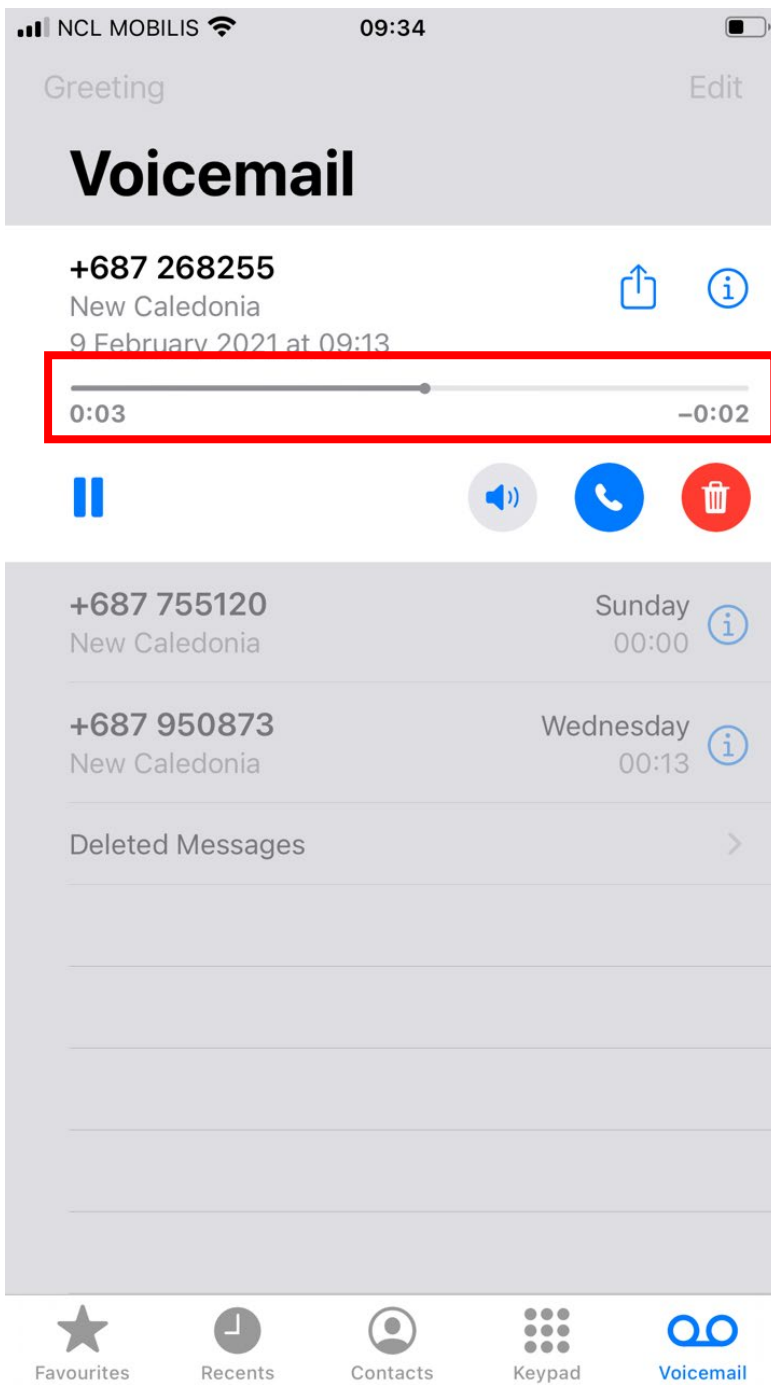 NCL MOBILIS 09:34
Greeting Edit
Voicemail
+687 268255
New Caledonia
9 February 2021 at 09:13
0:03 –0:02
+687 755120 Sunday
New Caledonia 00:00
+687 950873 Wednesday
New Caledonia 00:13
Deleted Messages
Favourites Recents Contacts Keypad Voicemail